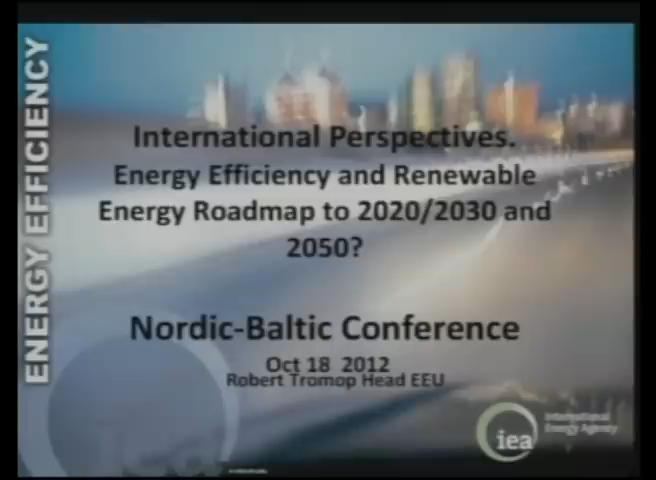 ENERGY EFFICIENCY
International Perspectives.
Energy Efficiency and Renewable
Energy Roadmap to 2020/2030 and
2050?
Nordic-Baltic Conference
Oct 18 2012
Robert Tromop Head EEU
iea
International
Energy Agency